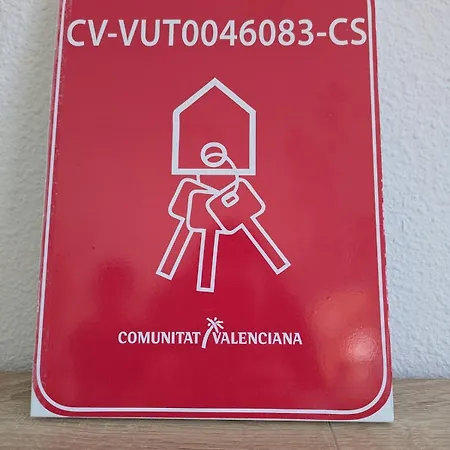 CV-VUT0046083-CS
COMUNITAT VALENCIANA